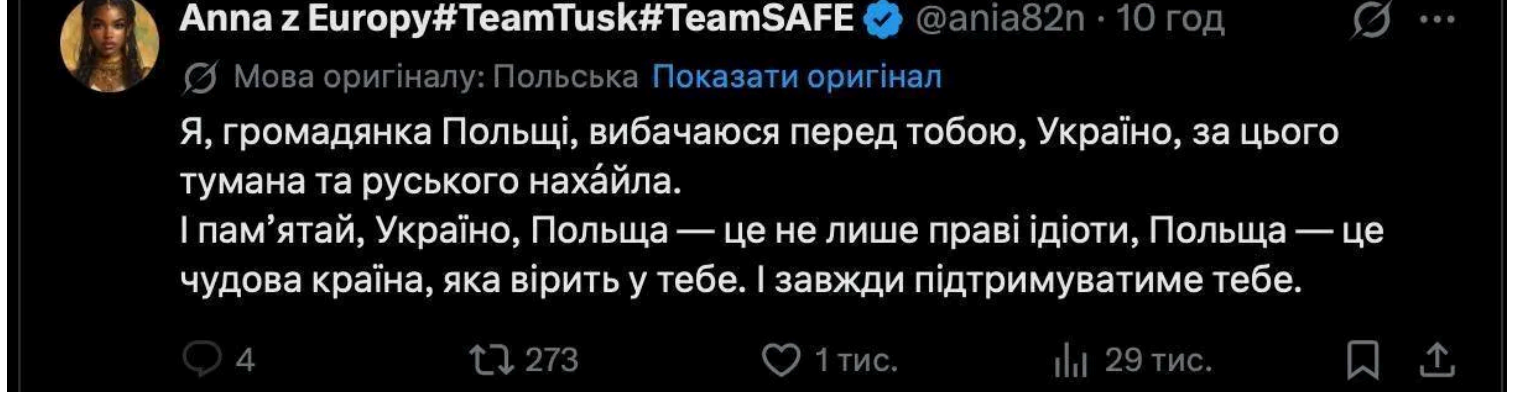 Anna z Europy#TeamTusk#TeamSAFE @ania82n · 10 год
Мова оригіналу: Польська Показати оригінал
Я, громадянка Польщі, вибачаюся перед тобою, Україно, за цього
тумана та руського наха́йла.
І пам’ятай, Україно, Польща — це не лише праві ідіоти, Польща — це
чудова країна, яка вірить у тебе. І завжди підтримуватиме тебе.
4 273 1 тис. 29 тис.